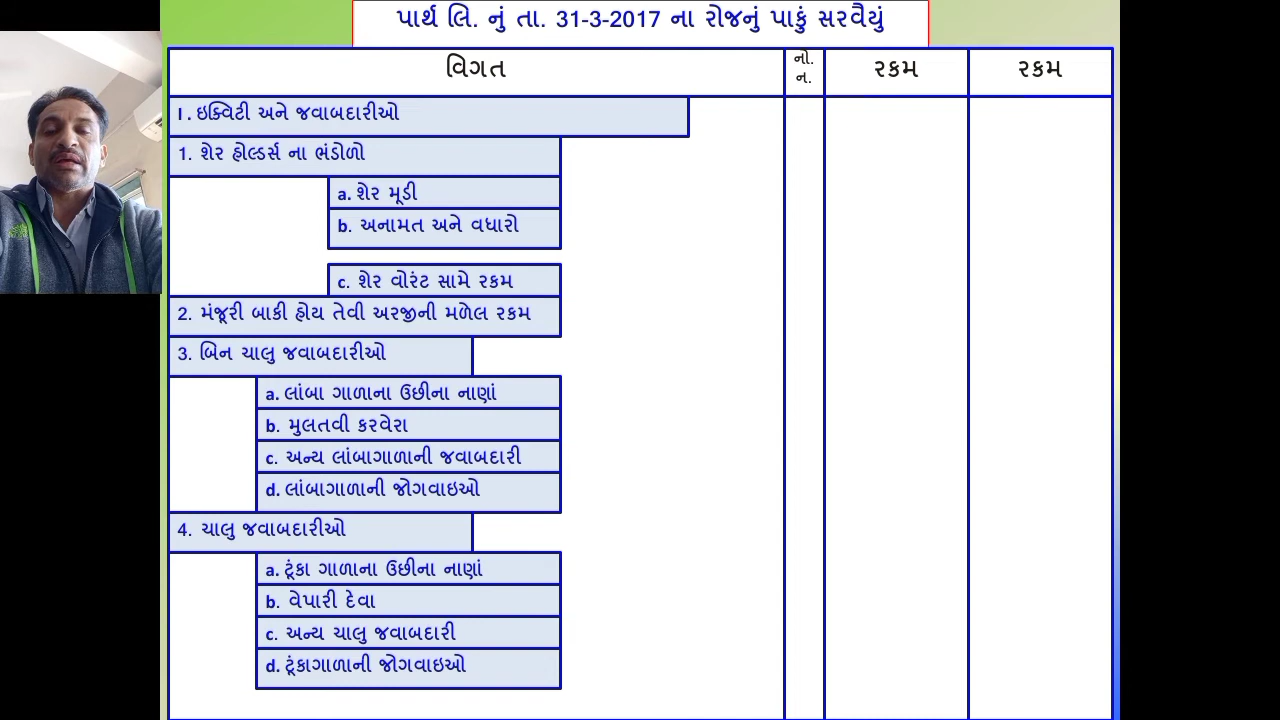 પાર્થ લિ. નું તા. 31-3-2017 ના રોજનું પાકું સરવૈયું
વિગત
નો.
ન.
રકમ
રકમ
I . ઇક્વિટી અને જવાબદારીઓ
1. શેર હોલ્ડર્સ ના ભંડોળો
a. શેર મૂડી
b. અનામત અને વધારો
c. શેર વોરંટ સામે રકમ
2. મંજૂરી બાકી હોય તેવી અરજીની મળેલ રકમ
3. બિન ચાલુ જવાબદારીઓ
a. લાંબા ગાળાના ઉછીના નાણાં
b. મુલતવી કરવેરા
c. અન્ય લાંબાગાળાની જવાબદારી
d. લાંબાગાળાની જોગવાઇઓ
4. ચાલુ જવાબદારીઓ
a. ટૂંકા ગાળાના ઉછીના નાણાં
b. વેપારી દેવા
c. અન્ય ચાલુ જવાબદારી
d. ટૂંકાગાળાની જોગવાઇઓ